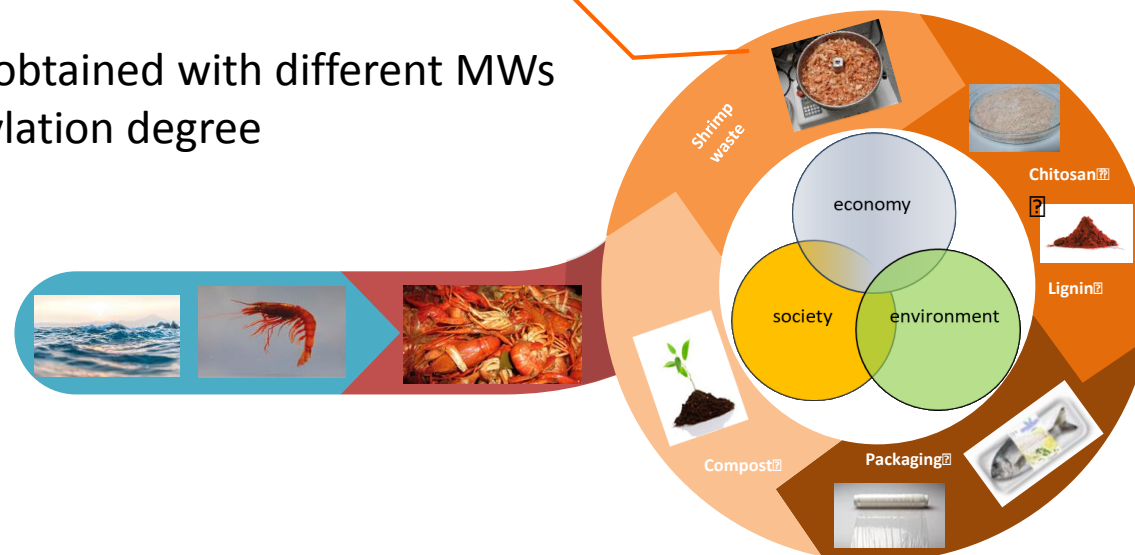 obtained with different MWs
ylation degree
Shrimp
waste
Chitosan
Lignin
economy
society
environment
Packaging
Compost